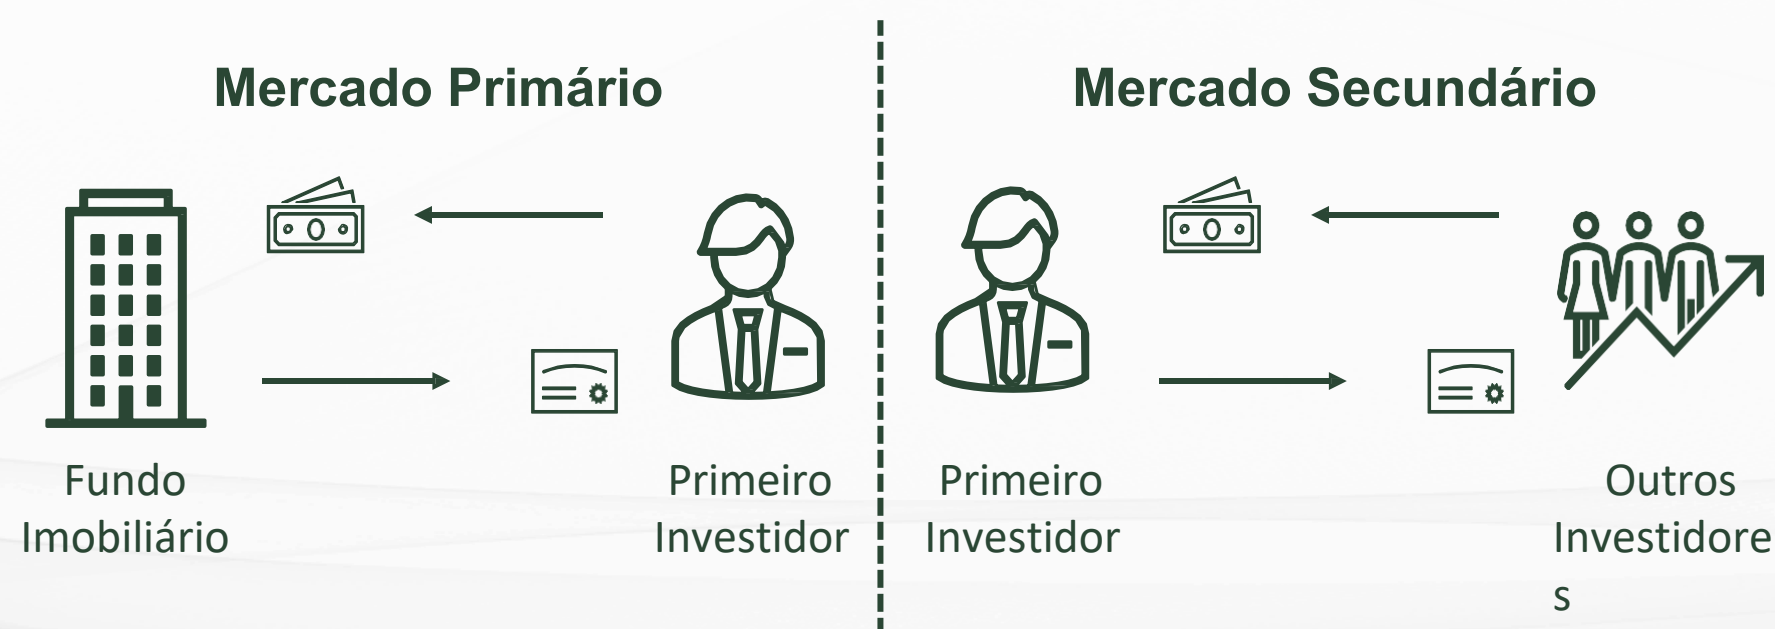 Mercado Primário
Fundo
Imobiliário
Primeiro
Investidor
Mercado Secundário
Primeiro
Investidor
Outros
Investidore
s